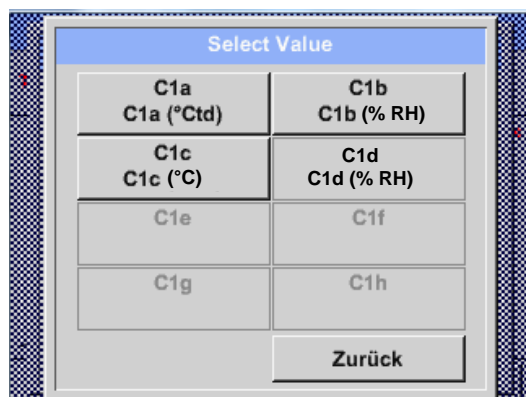 Select Value
C1a
C1a (°Ctd)
C1b
C1b (% RH)
C1c
C1c (°C)
C1d
C1d (% RH)
C1e
C1f
C1g
C1h
Zurück